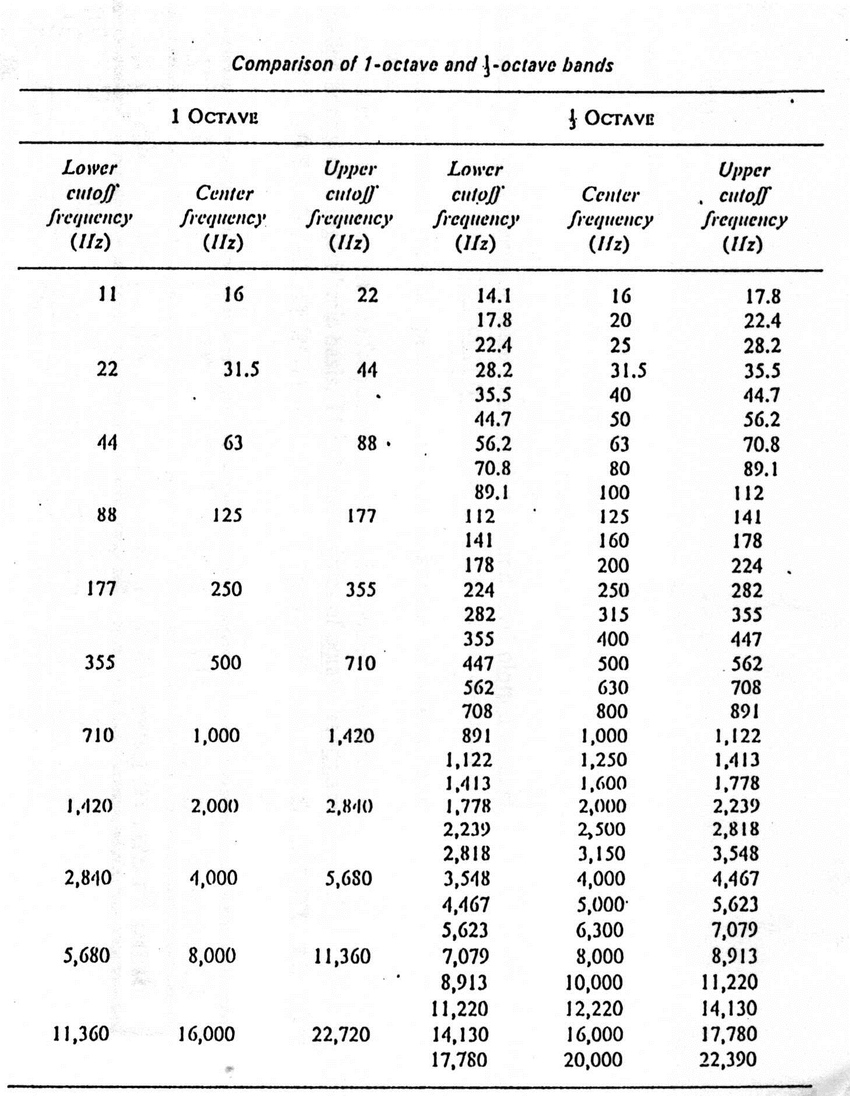 Comparison of 1-octave and ⅓-octave bands
1 OCTAVE ⅓ OCTAVE
Lower Upper Lower Upper
cutoff Center cutoff cutoff Center cutoff
frequency frequency frequency frequency frequency frequency
(Hz) (Hz) (Hz) (Hz) (Hz) (Hz)
11 16 22 14.1 16 17.8
17.8 20 22.4
22.4 25 28.2
22 31.5 44 28.2 31.5 35.5
35.5 40 44.7
44.7 50 56.2
44 63 88 56.2 63 70.8
70.8 80 89.1
89.1 100 112
88 125 177 112 125 141
141 160 178
178 200 224
177 250 355 224 250 282
282 315 355
355 400 447
355 500 710 447 500 562
562 630 708
708 800 891
710 1,000 1,420 891 1,000 1,122
1,122 1,250 1,413
1,413 1,600 1,778
1,420 2,000 2,840 1,778 2,000 2,239
2,239 2,500 2,818
2,818 3,150 3,548
2,840 4,000 5,680 3,548 4,000 4,467
4,467 5,000 5,623
5,623 6,300 7,079
5,680 8,000 11,360 7,079 8,000 8,913
8,913 10,000 11,220
11,220 12,220 14,130
11,360 16,000 22,720 14,130 16,000 17,780
17,780 20,000 22,390